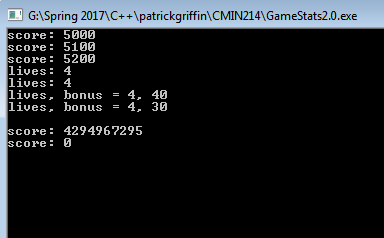 G:\Spring 2017\C++\patrickgriffin\CMIN214\GameStats2.0.exe
score: 5000
score: 5100
score: 5200
lives: 4
lives: 4
lives, bonus = 4, 40
lives, bonus = 4, 30
score: 4294967295
score: 0